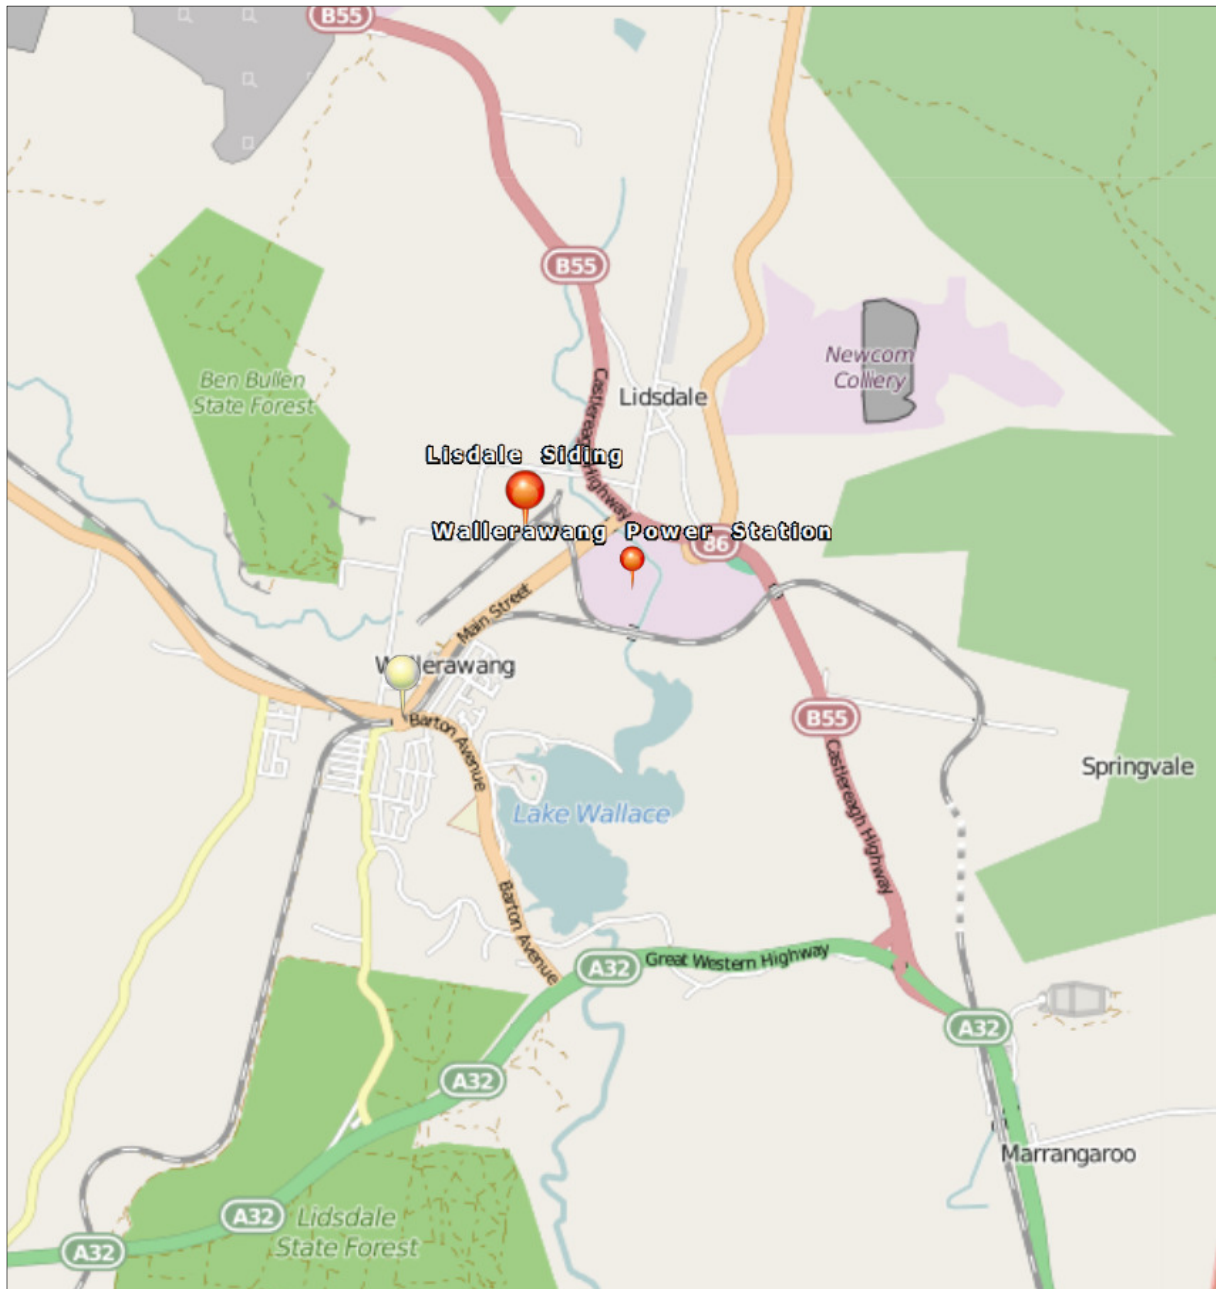 B55
B55
Newcom
Colliery
Ben Bullen
State Forest
Castlereagh Highway
Lidsdale
Lisdale Siding
Wallerawang Power Station
86
Main Street
Wallerawang
Barton Avenue
B55
Castlereagh Highway
Springvale
Lake Wallace
Barton Avenue
A32
Great Western Highway
A32
A32
Marrangaroo
A32
Lidsdale
State Forest
A32